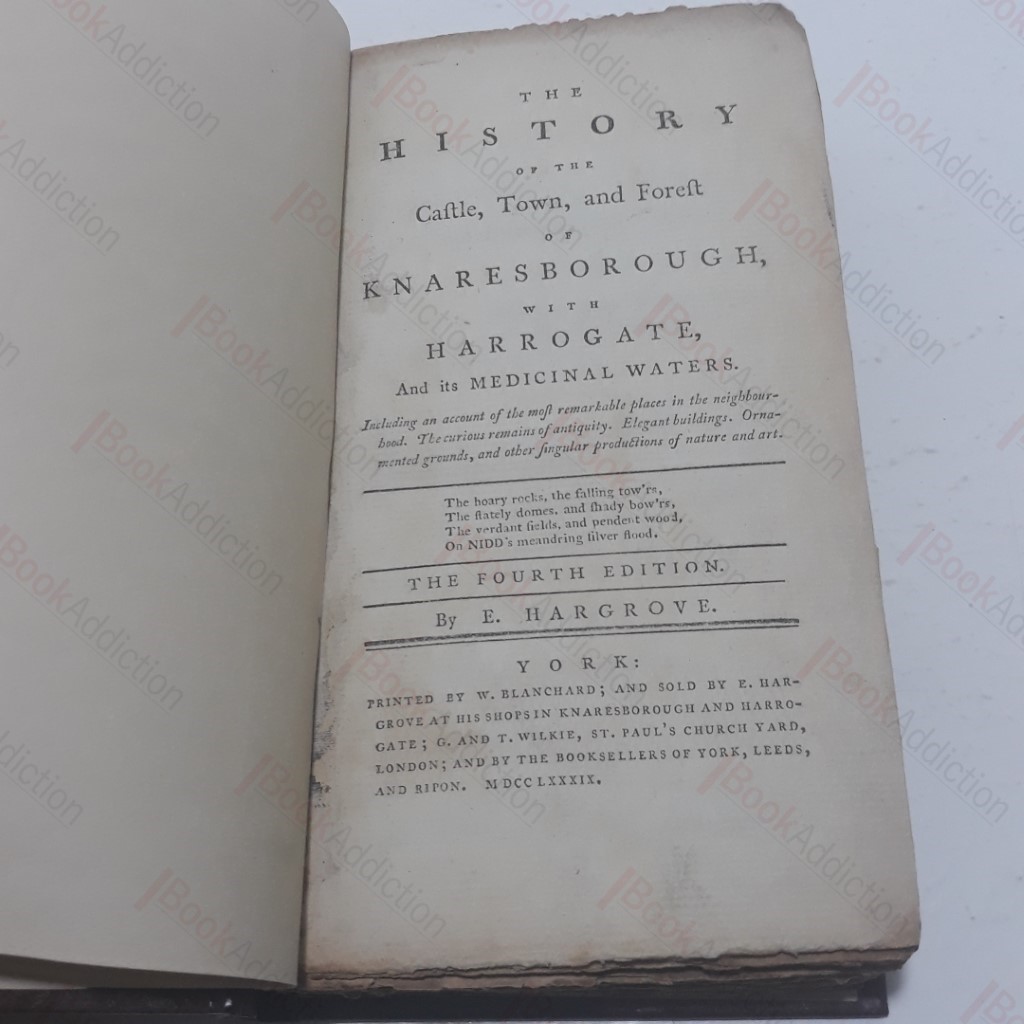 THE
HISTORY
OF THE
Caſtle, Town, and Foreſt
OF
KNARESBOROUGH,
WITH
HARROGATE,
And its MEDICINAL WATERS.
Including an account of the moſt remarkable places in the neighbour-
hood. The curious remains of antiquity. Elegant buildings. Orna-
mented grounds, and other ſingular productions of nature and art.
The hoary rocks, the falling tow'rs,
The ſtately domes, and ſhady bow'rs,
The verdant fields, and pendent wood,
On NIDD's meandring ſilver flood.
THE FOURTH EDITION.
By E. HARGROVE.
YORK:
PRINTED BY W. BLANCHARD; AND SOLD BY E. HAR-
GROVE AT HIS SHOPS IN KNARESBOROUGH AND HARRO-
GATE; G. AND T. WILKIE, ST. PAUL'S CHURCH YARD,
LONDON; AND BY THE BOOKSELLERS OF YORK, LEEDS,
AND RIPON. MDCCLXXXIX.
BookAddiction